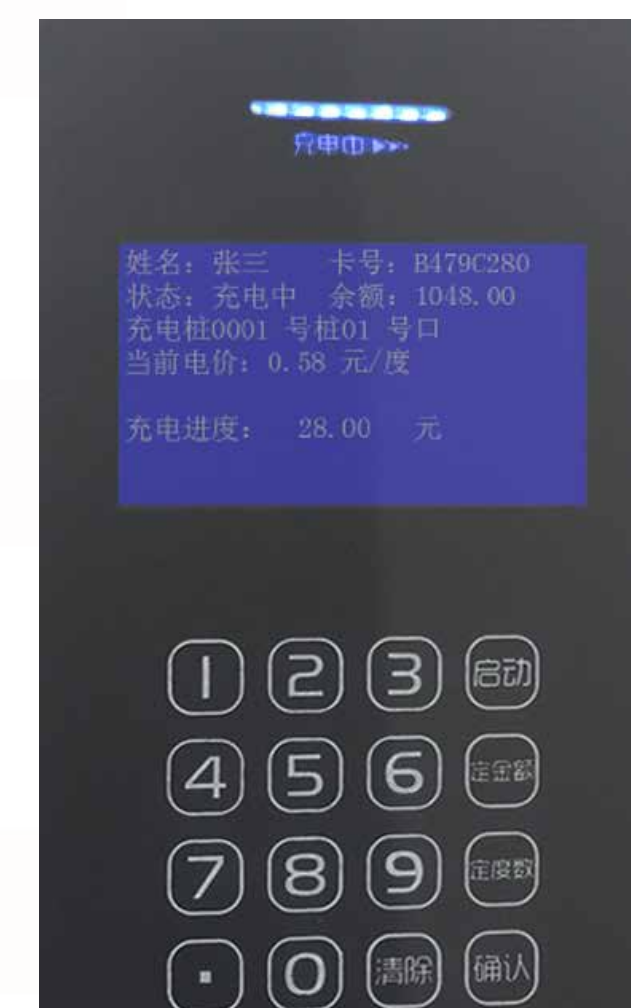 充电中
姓名: 张三 卡号: B479C280
状态: 充电中 余额: 1048.00
充电桩0001 号桩01 号口
当前电价: 0.58 元/度
充电进度: 28.00 元
1 2 3 启动
4 5 6 定金额
7 8 9 定度数
. 0 清除 确认